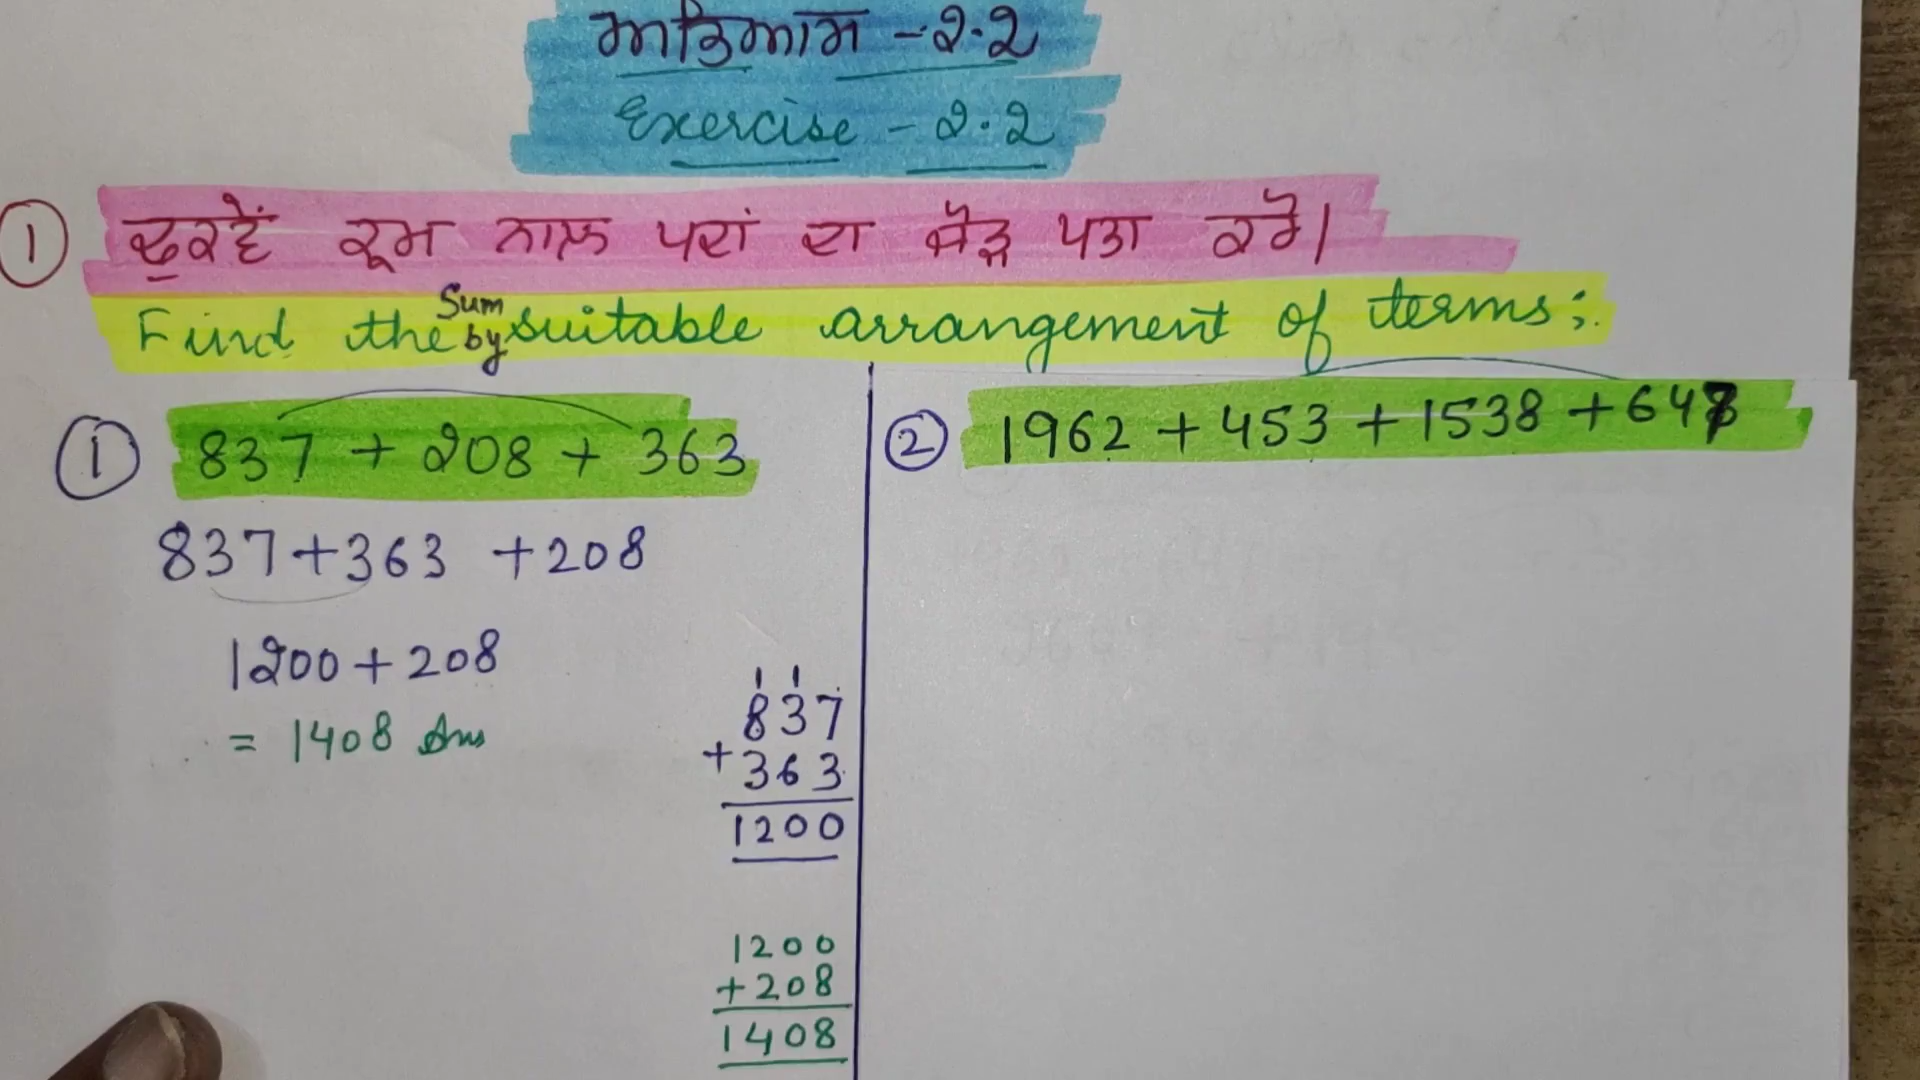 ਅਭਿਆਸ - 2.2
Exercise - 2.2
1 ਢੁਕਵੇਂ ਕ੍ਰਮ ਨਾਲ ਪਦਾਂ ਦਾ ਜੋੜ ਪਤਾ ਕਰੋ।
Find the Sum by suitable arrangement of terms:
1 837 + 208 + 363
837 + 363 + 208
1200 + 208
= 1408 Ans
1 1
837
+ 363
1200
1200
+ 208
1408
2 1962 + 453 + 1538 + 647